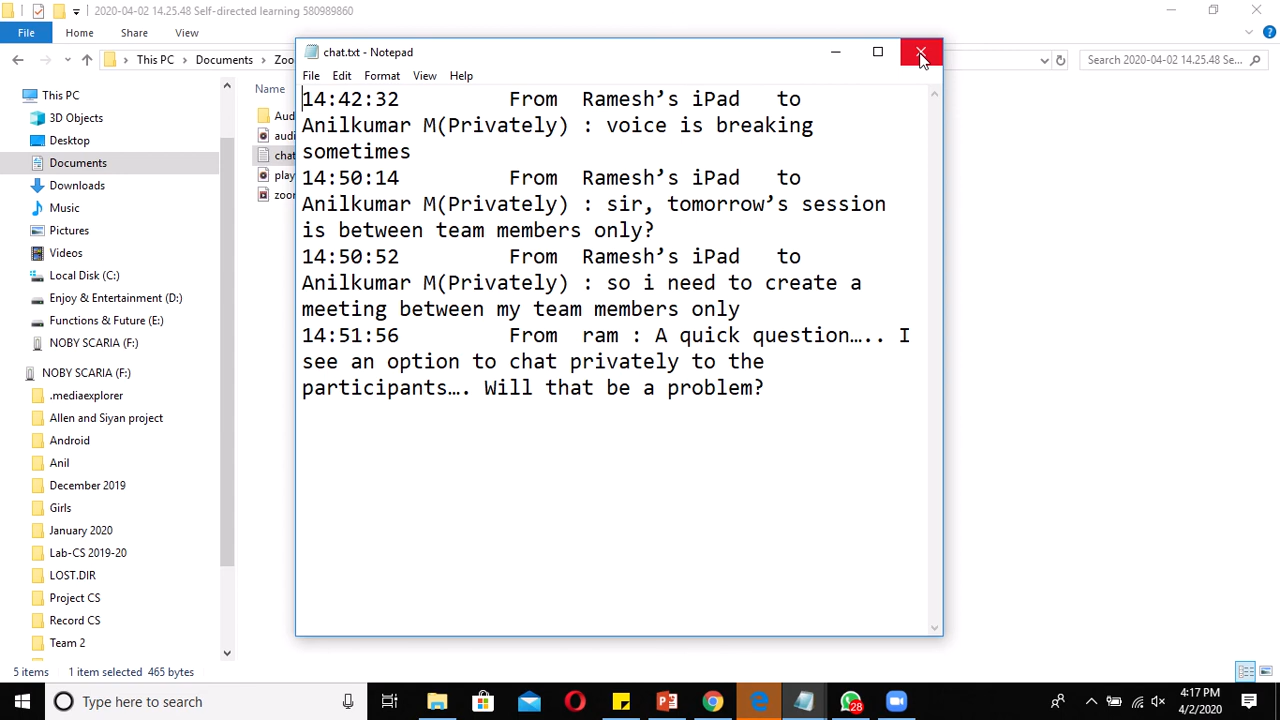 2020-04-02 14.25.48 Self-directed learning 580989860
File Home Share View
This PC Documents Zoo
Search 2020-04-02 14.25.48 Se...
This PC
3D Objects
Desktop
Documents
Downloads
Music
Pictures
Videos
Local Disk (C:)
Enjoy & Entertainment (D:)
Functions & Future (E:)
NOBY SCARIA (F:)
NOBY SCARIA (F:)
.mediaexplorer
Allen and Siyan project
Android
Anil
December 2019
Girls
January 2020
Lab-CS 2019-20
LOST.DIR
Project CS
Record CS
Team 2
Name
Aud
audi
chat
play
zoon
chat.txt - Notepad
File Edit Format View Help
14:42:32 From Ramesh’s iPad to
Anilkumar M(Privately) : voice is breaking
sometimes
14:50:14 From Ramesh’s iPad to
Anilkumar M(Privately) : sir, tomorrow’s session
is between team members only?
14:50:52 From Ramesh’s iPad to
Anilkumar M(Privately) : so i need to create a
meeting between my team members only
14:51:56 From ram : A quick question….. I
see an option to chat privately to the
participants…. Will that be a problem?
5 items 1 item selected 465 bytes
Type here to search
28
4:17 PM
4/2/2020